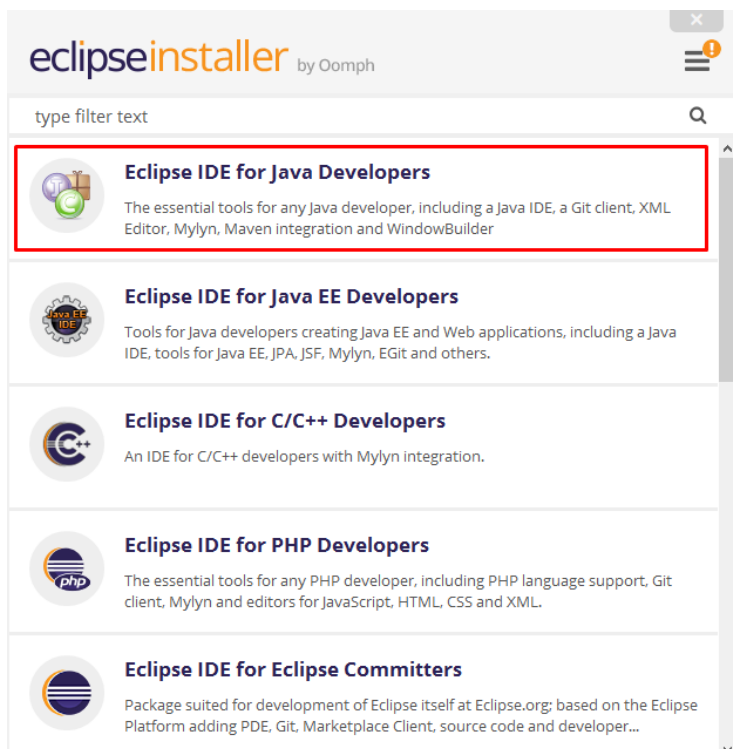 eclipseinstaller by Oomph
type filter text
Eclipse IDE for Java Developers
The essential tools for any Java developer, including a Java IDE, a Git client, XML
Editor, Mylyn, Maven integration and WindowBuilder
Eclipse IDE for Java EE Developers
Java EE
IDE
Tools for Java developers creating Java EE and Web applications, including a Java
IDE, tools for Java EE, JPA, JSF, Mylyn, EGit and others.
Eclipse IDE for C/C++ Developers
C++
An IDE for C/C++ developers with Mylyn integration.
Eclipse IDE for PHP Developers
php
The essential tools for any PHP developer, including PHP language support, Git
client, Mylyn and editors for JavaScript, HTML, CSS and XML.
Eclipse IDE for Eclipse Committers
Package suited for development of Eclipse itself at Eclipse.org; based on the Eclipse
Platform adding PDE, Git, Marketplace Client, source code and developer...